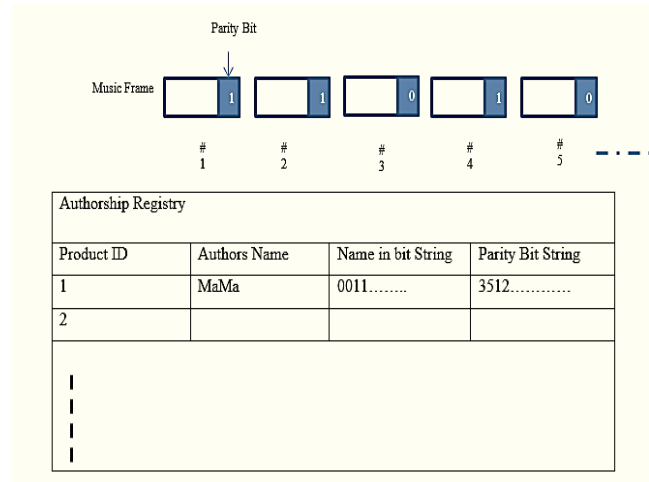 Parity Bit
Music Frame 1 1 0 1 0
# # # # #
1 2 3 4 5
Authorship Registry
Product ID Authors Name Name in bit String Parity Bit String
1 MaMa 0011........ 3512............
2